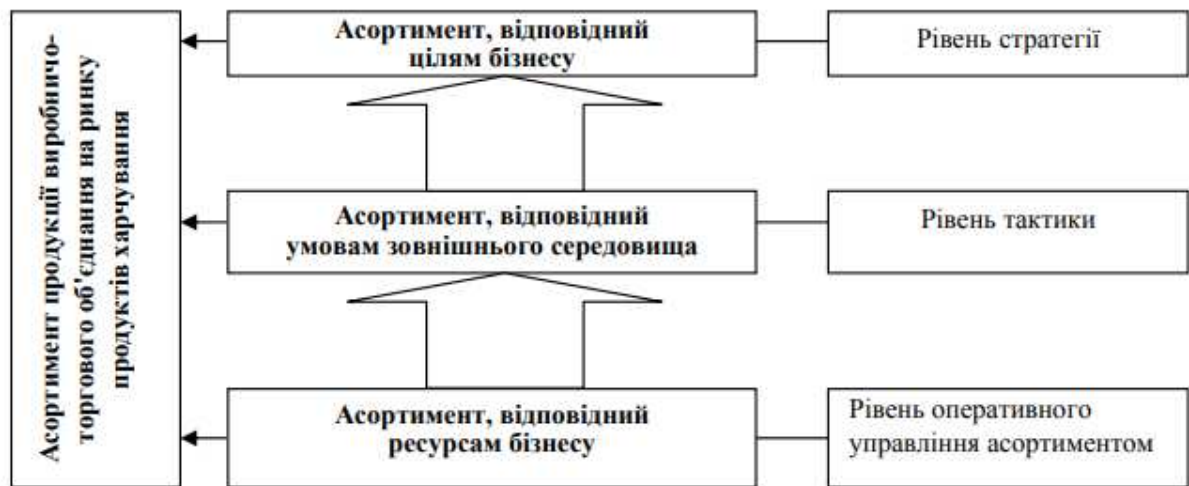 Асортимент продукції виробничо-
торгового об'єднання на ринку
продуктів харчування
Асортимент, відповідний
цілям бізнесу
Рівень стратегії
Асортимент, відповідний
умовам зовнішнього середовища
Рівень тактики
Асортимент, відповідний
ресурсам бізнесу
Рівень оперативного
управління асортиментом